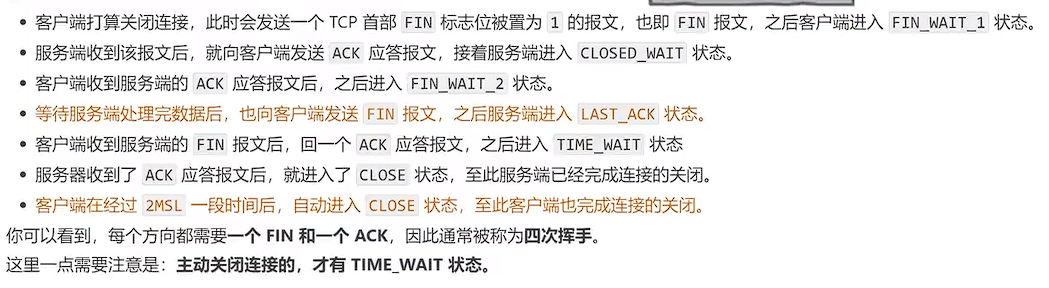 客户端打算关闭连接，此时会发送一个 TCP 首部 FIN 标志位被置为 1 的报文，也即 FIN 报文，之后客户端进入 FIN_WAIT_1 状态。
服务端收到该报文后，就向客户端发送 ACK 应答报文，接着服务端进入 CLOSED_WAIT 状态。
客户端收到服务端的 ACK 应答报文后，之后进入 FIN_WAIT_2 状态。
等待服务端处理完数据后，也向客户端发送 FIN 报文，之后服务端进入 LAST_ACK 状态。
客户端收到服务端的 FIN 报文后，回一个 ACK 应答报文，之后进入 TIME_WAIT 状态
服务器收到了 ACK 应答报文后，就进入了 CLOSE 状态，至此服务端已经完成连接的关闭。
客户端在经过 2MSL 一段时间后，自动进入 CLOSE 状态，至此客户端也完成连接的关闭。
你可以看到，每个方向都需要一个 FIN 和一个 ACK，因此通常被称为四次挥手。
这里一点需要注意是：主动关闭连接的，才有 TIME_WAIT 状态。